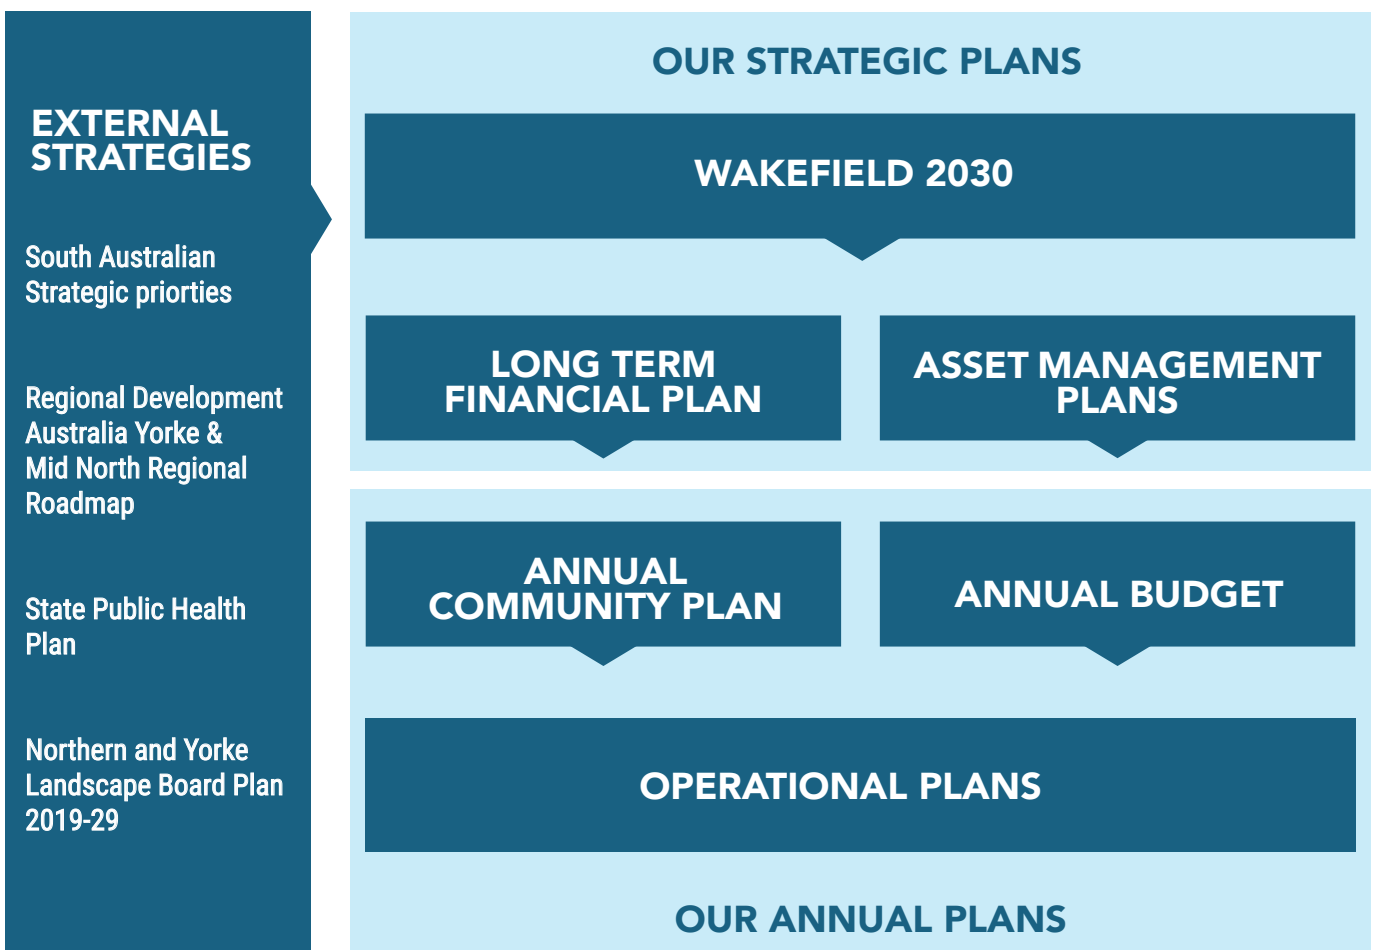 EXTERNAL
STRATEGIES
South Australian
Strategic priorties
Regional Development
Australia Yorke &
Mid North Regional
Roadmap
State Public Health
Plan
Northern and Yorke
Landscape Board Plan
2019-29
OUR STRATEGIC PLANS
WAKEFIELD 2030
LONG TERM
FINANCIAL PLAN
ASSET MANAGEMENT
PLANS
ANNUAL
COMMUNITY PLAN
ANNUAL BUDGET
OPERATIONAL PLANS
OUR ANNUAL PLANS